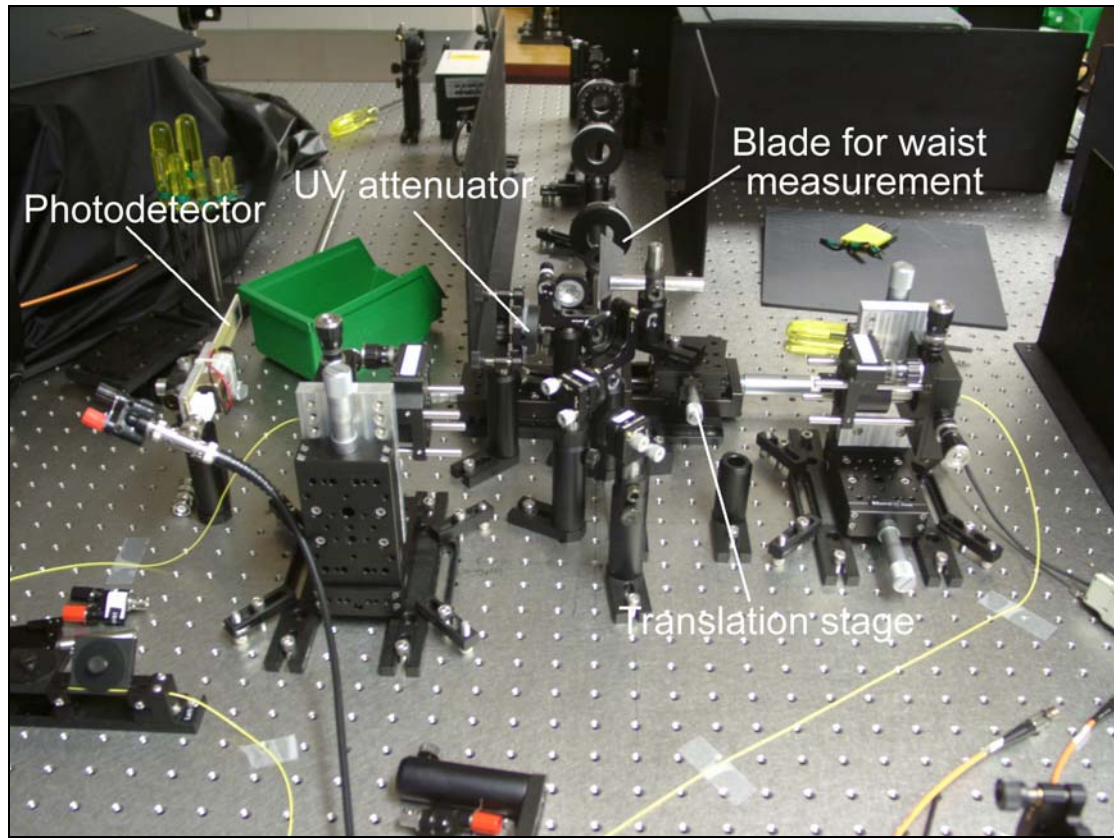 Blade for waist
measurement
UV attenuator
Photodetector
Translation stage